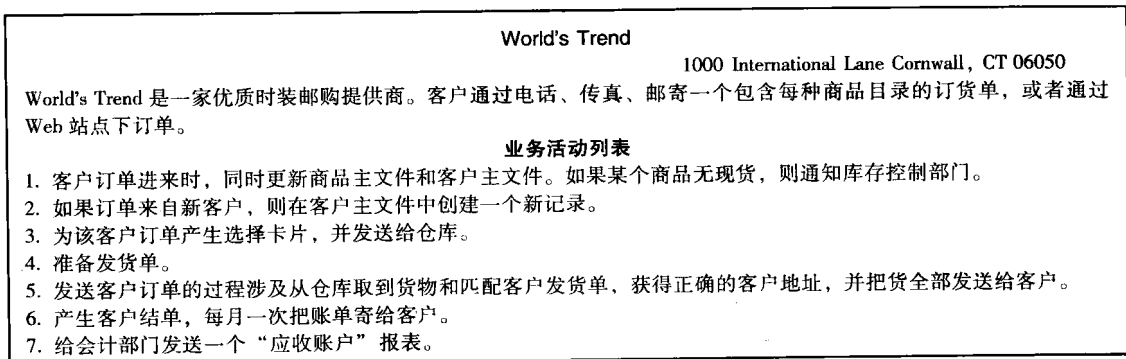 World's Trend
1000 International Lane Cornwall, CT 06050
World's Trend 是一家优质时装邮购提供商。客户通过电话、传真、邮寄一个包含每种商品目录的订货单，或者通过
Web 站点下订单。
业务活动列表
1. 客户订单进来时，同时更新商品主文件和客户主文件。如果某个商品无现货，则通知库存控制部门。
2. 如果订单来自新客户，则在客户主文件中创建一个新记录。
3. 为该客户订单产生选择卡片，并发送给仓库。
4. 准备发货单。
5. 发送客户订单的过程涉及从仓库取到货物和匹配客户发货单，获得正确的客户地址，并把货全部发送给客户。
6. 产生客户结单，每月一次把账单寄给客户。
7. 给会计部门发送一个“应收账户”报表。